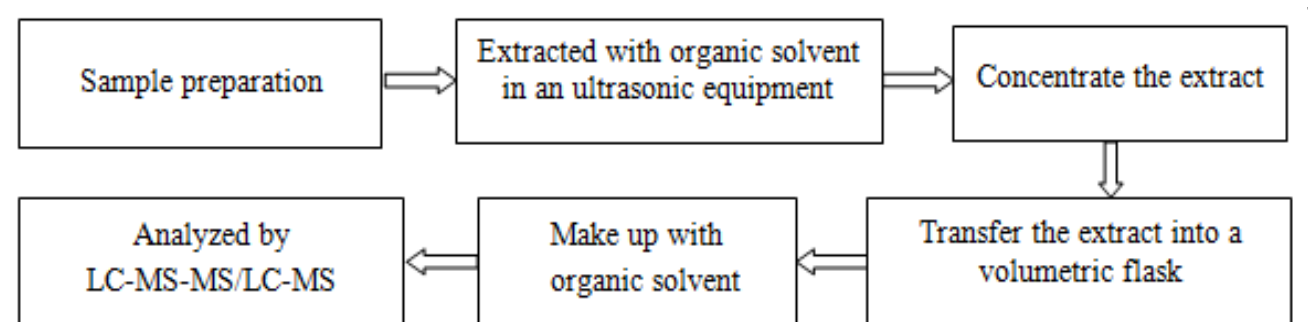 Sample preparation
Extracted with organic solvent
in an ultrasonic equipment
Concentrate the extract
Transfer the extract into a
volumetric flask
Make up with
organic solvent
Analyzed by
LC-MS-MS/LC-MS